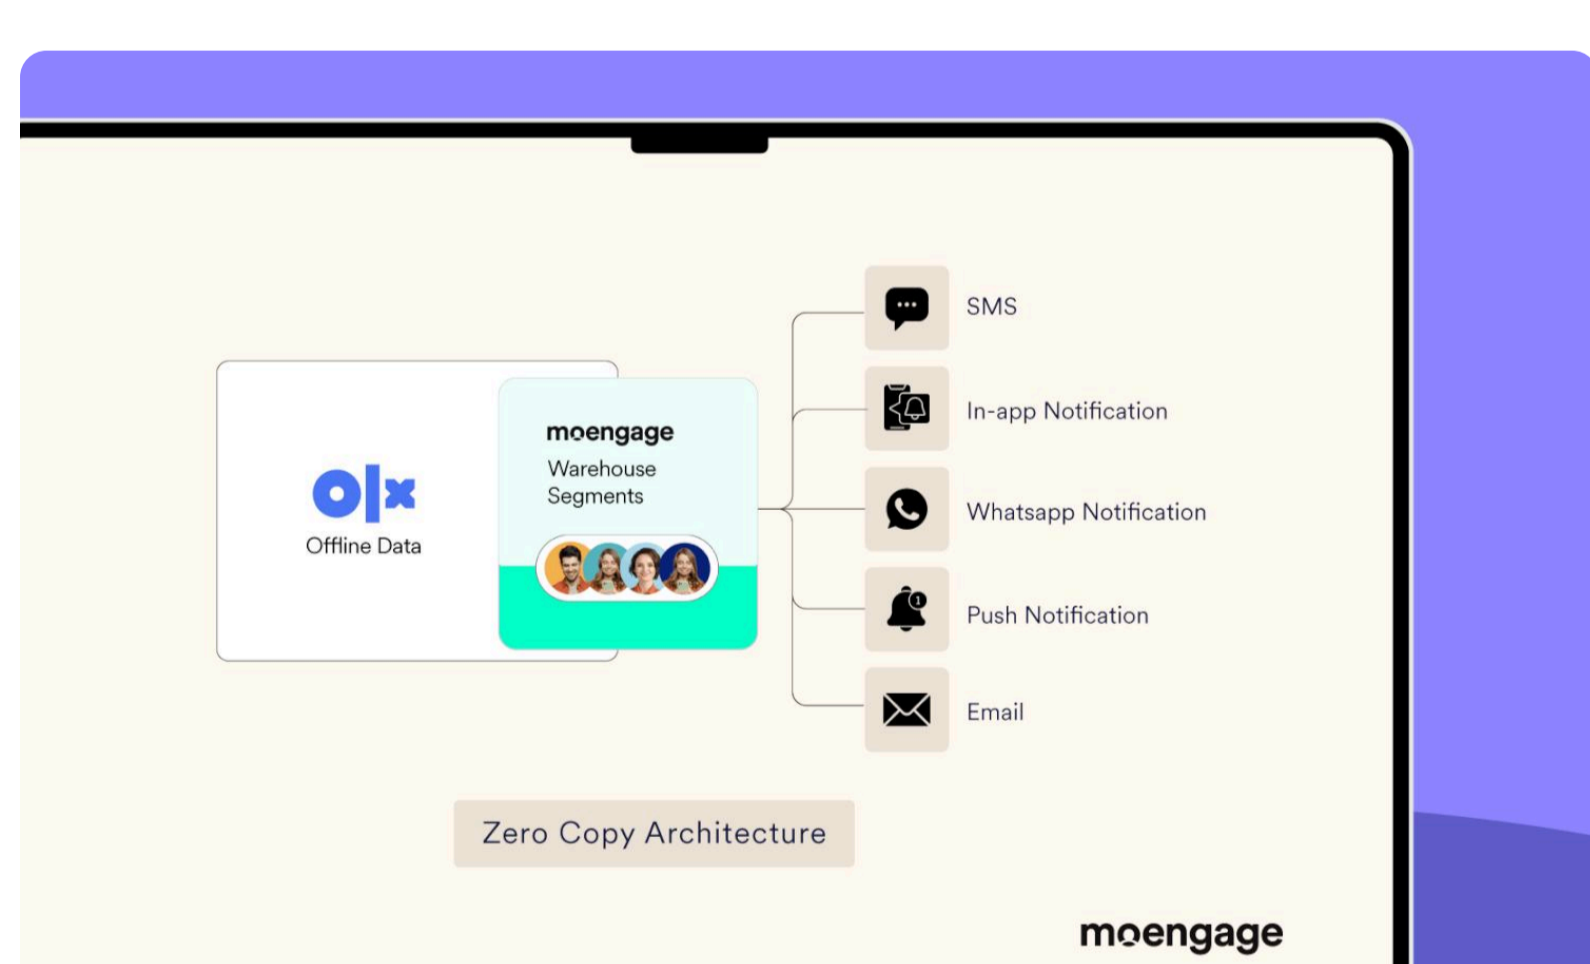 olx
Offline Data
moengage
Warehouse
Segments
SMS
In-app Notification
Whatsapp Notification
1
Push Notification
Email
Zero Copy Architecture
moengage